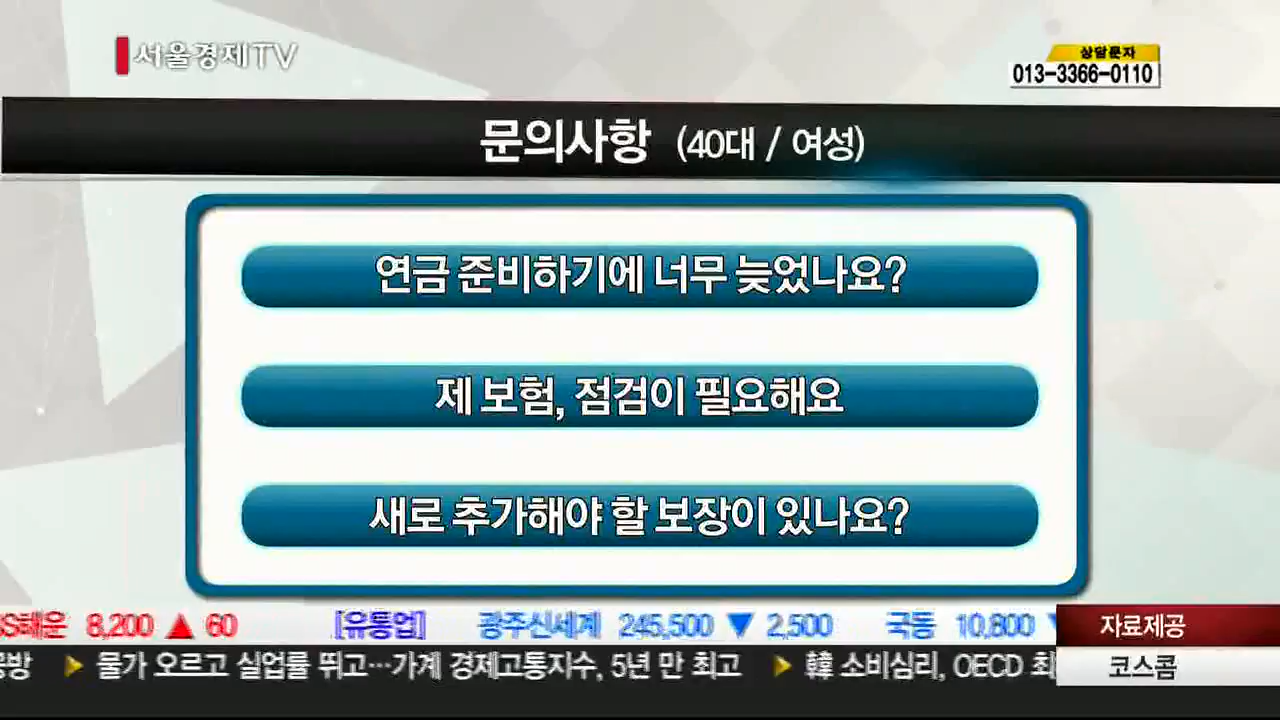 서울경제TV
상담문자
013-3366-0110
문의사항 (40대 / 여성)
연금 준비하기에 너무 늦었나요?
제 보험, 점검이 필요해요
새로 추가해야 할 보장이 있나요?
해운 8,200 ▲ 60 [유통업] 광주신세계 245,500 ▼ 2,500 국동 10,800
자료제공
▶ 물가 오르고 실업률 뛰고…가계 경제고통지수, 5년 만 최고 ▶ 韓 소비심리, OECD 최
코스콤